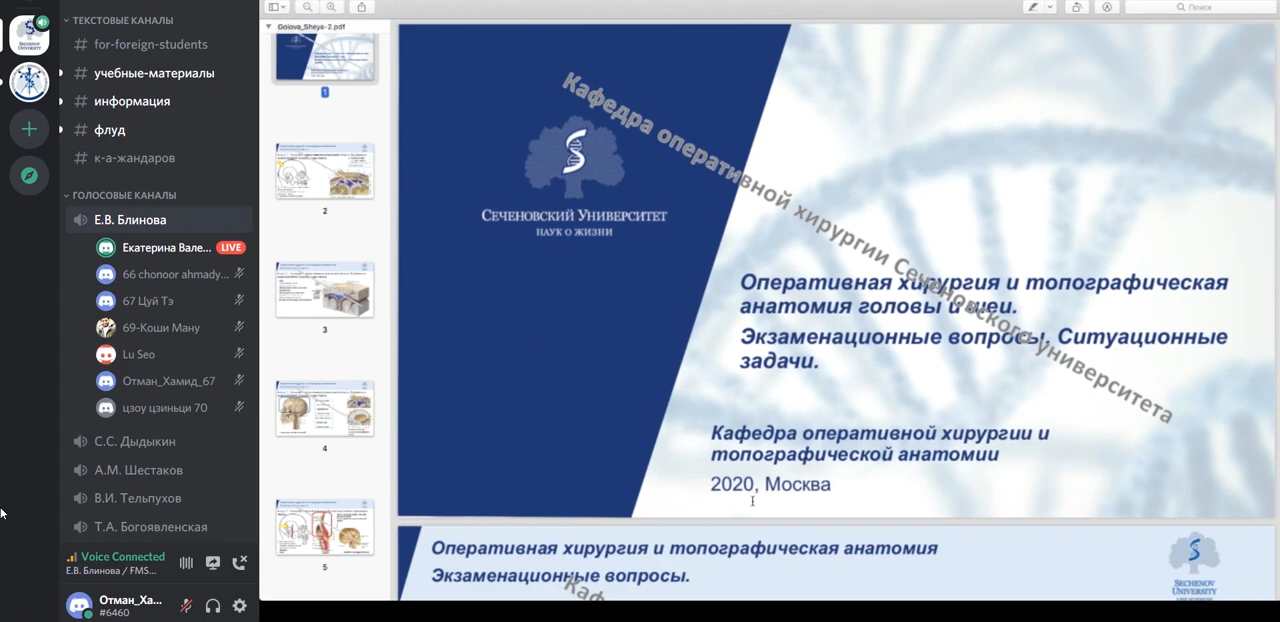 SECHENOV
UNIVERSITY
ТЕКСТОВЫЕ КАНАЛЫ
# for-foreign-students
# учебные-материалы
# информация
# флуд
# к-а-жандаров
ГОЛОСОВЫЕ КАНАЛЫ
Е.В. Блинова
Екатерина Вале... LIVE
66 chonoor ahmady...
67 Цуй Тэ
69-Коши Ману
Lu Seo
Отман_Хамид_67
цзоу цзиньци 70
С.С. Дыдыкин
А.М. Шестаков
В.И. Тельпухов
Т.А. Богоявленская
Voice Connected
Е.В. Блинова / FMS...
Отман_Ха...
#6460
Поиск
Golova_Sheya-2.pdf
1
2
3
4
5
Кафедра оперативной хирургии Сеченовского университета
СЕЧЕНОВСКИЙ УНИВЕРСИТЕТ
НАУК О ЖИЗНИ
Оперативная хирургия и топографическая
анатомия головы и шеи.
Экзаменационные вопросы. Ситуационные
задачи.
Кафедра оперативной хирургии и
топографической анатомии
2020, Москва
Оперативная хирургия и топографическая анатомия
Экзаменационные вопросы.
Каф
SECHENOV
UNIVERSITY